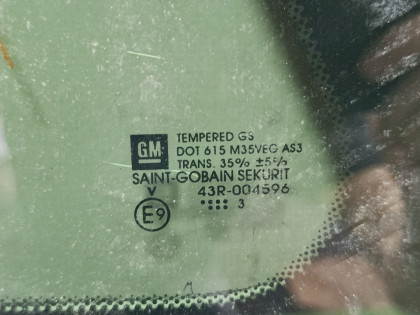 GM
TEMPERED GS
DOT 615 M35VEG AS3
TRANS. 35% ±5%
SAINT-GOBAIN SEKURIT
V 43R-004596
E9
3